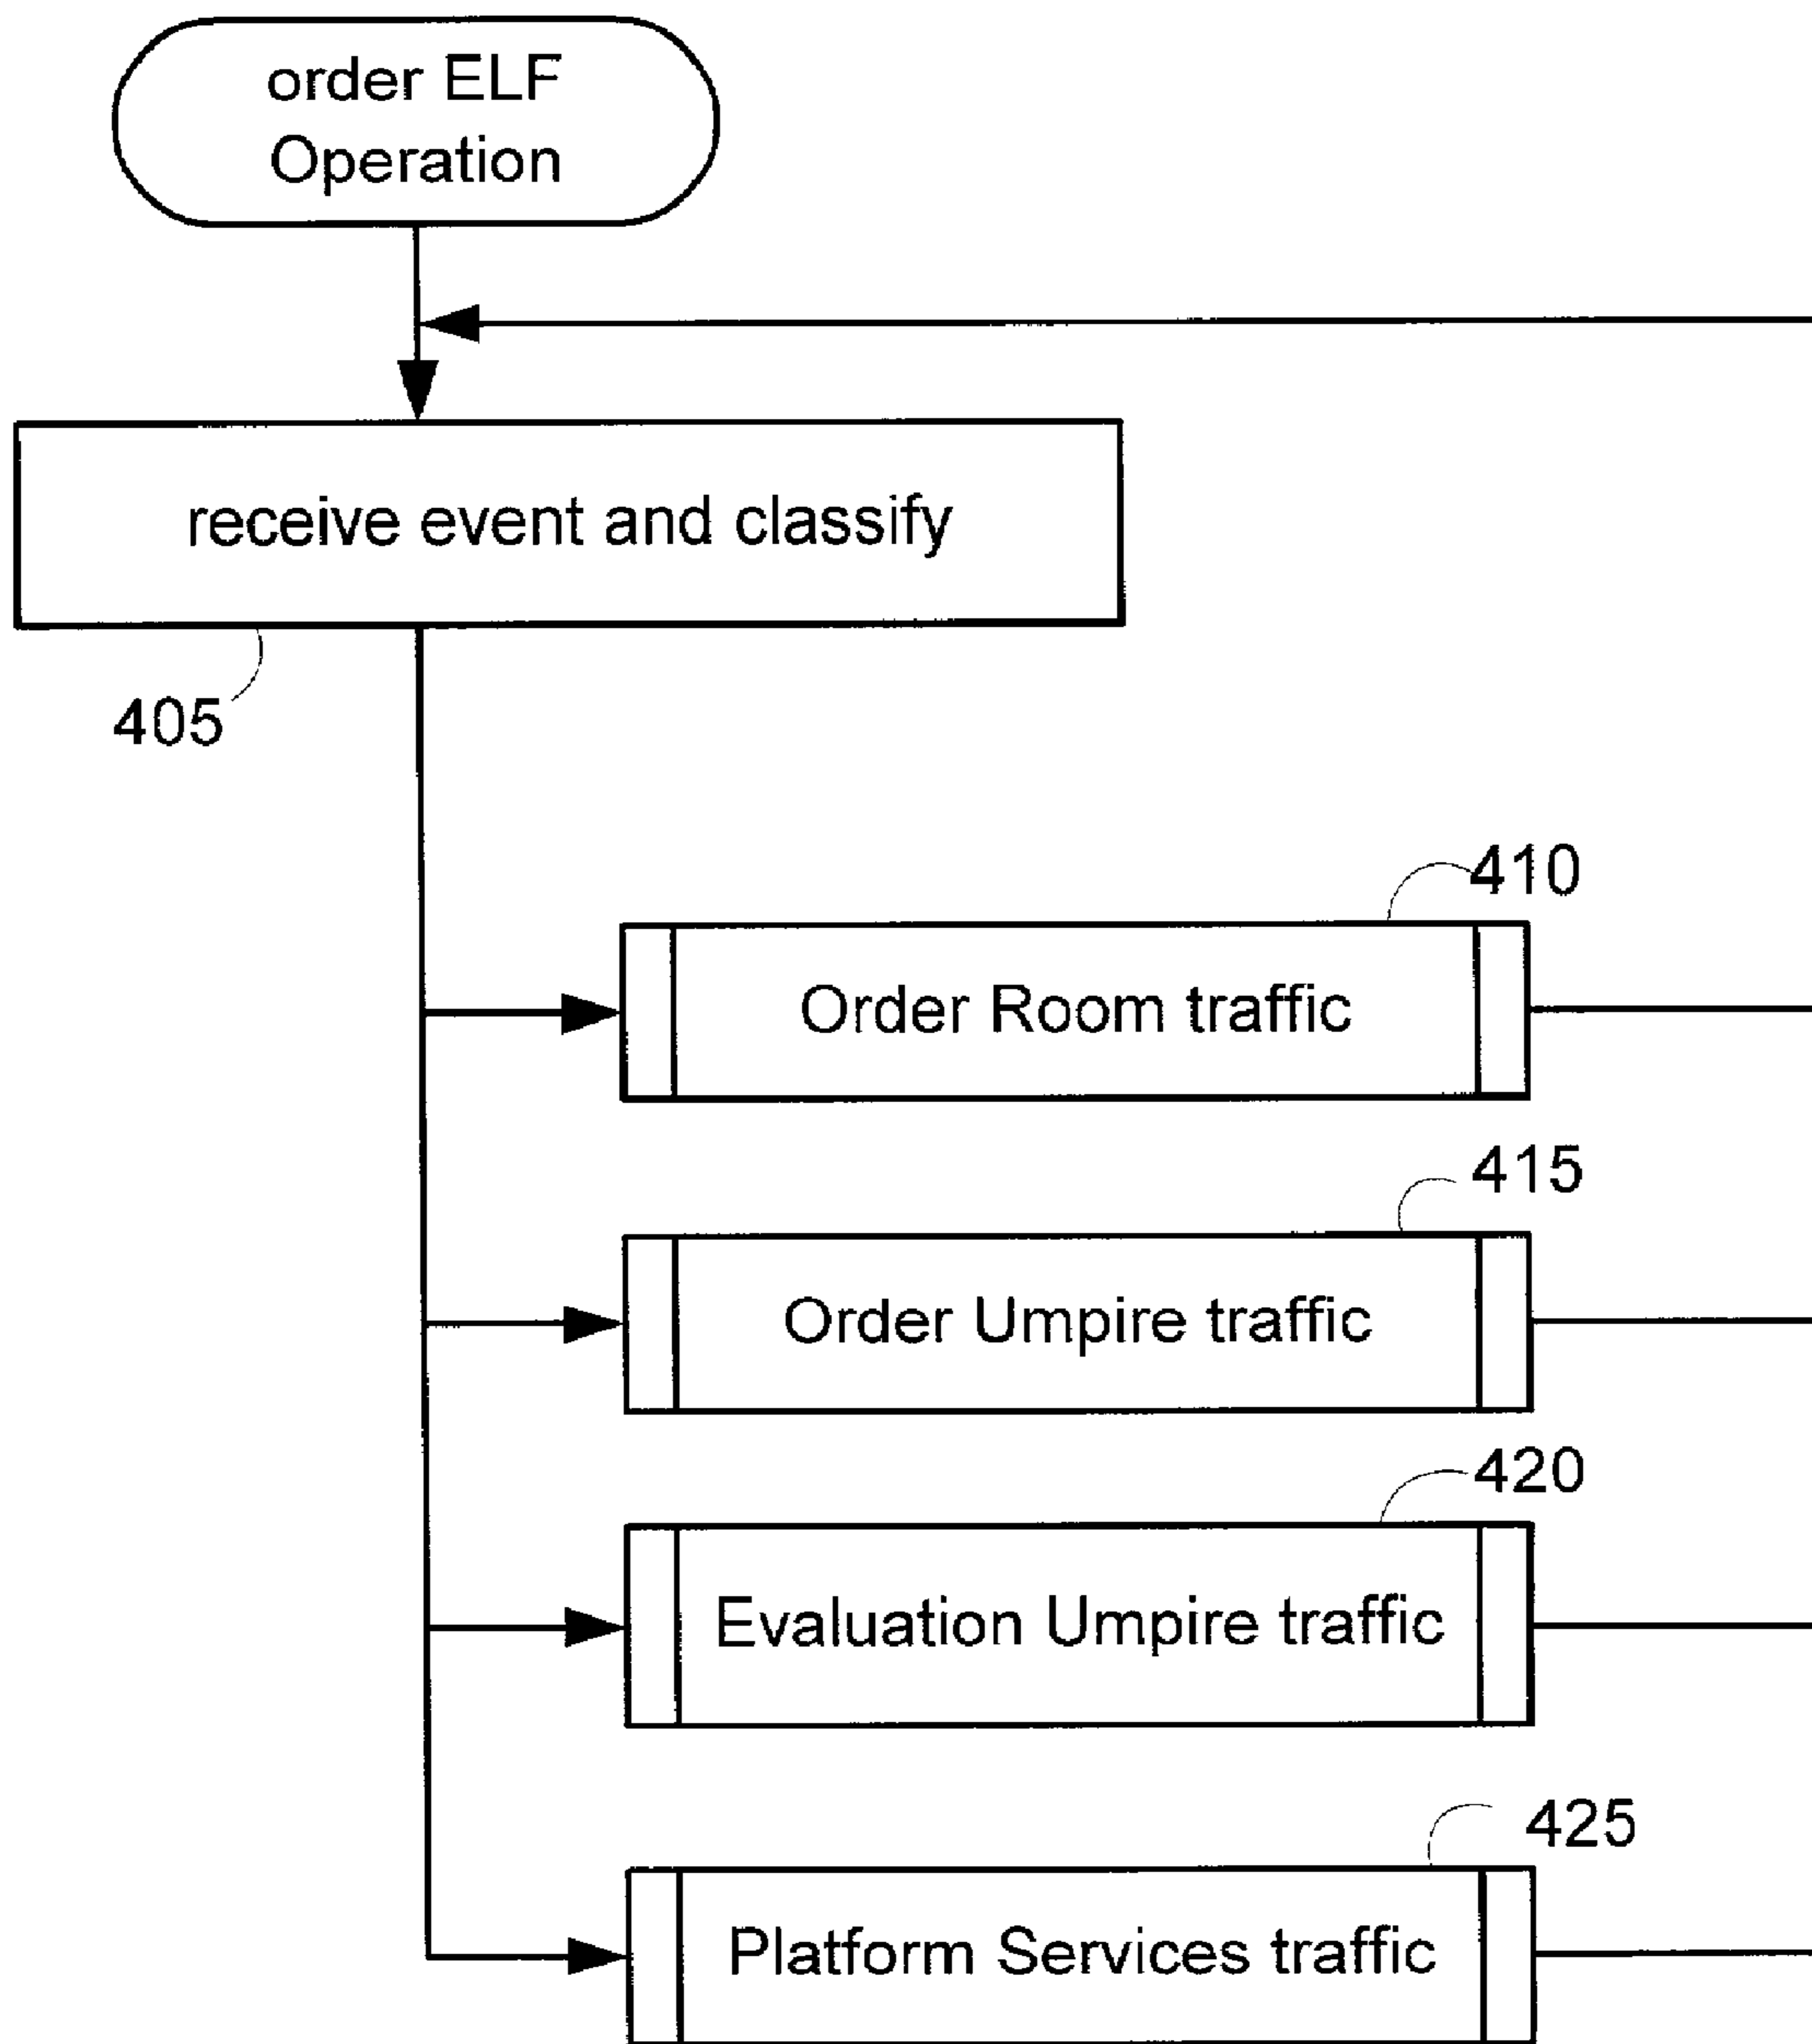 order ELF
Operation
receive event and classify
405
410
Order Room traffic
415
Order Umpire traffic
420
Evaluation Umpire traffic
425
Platform Services traffic